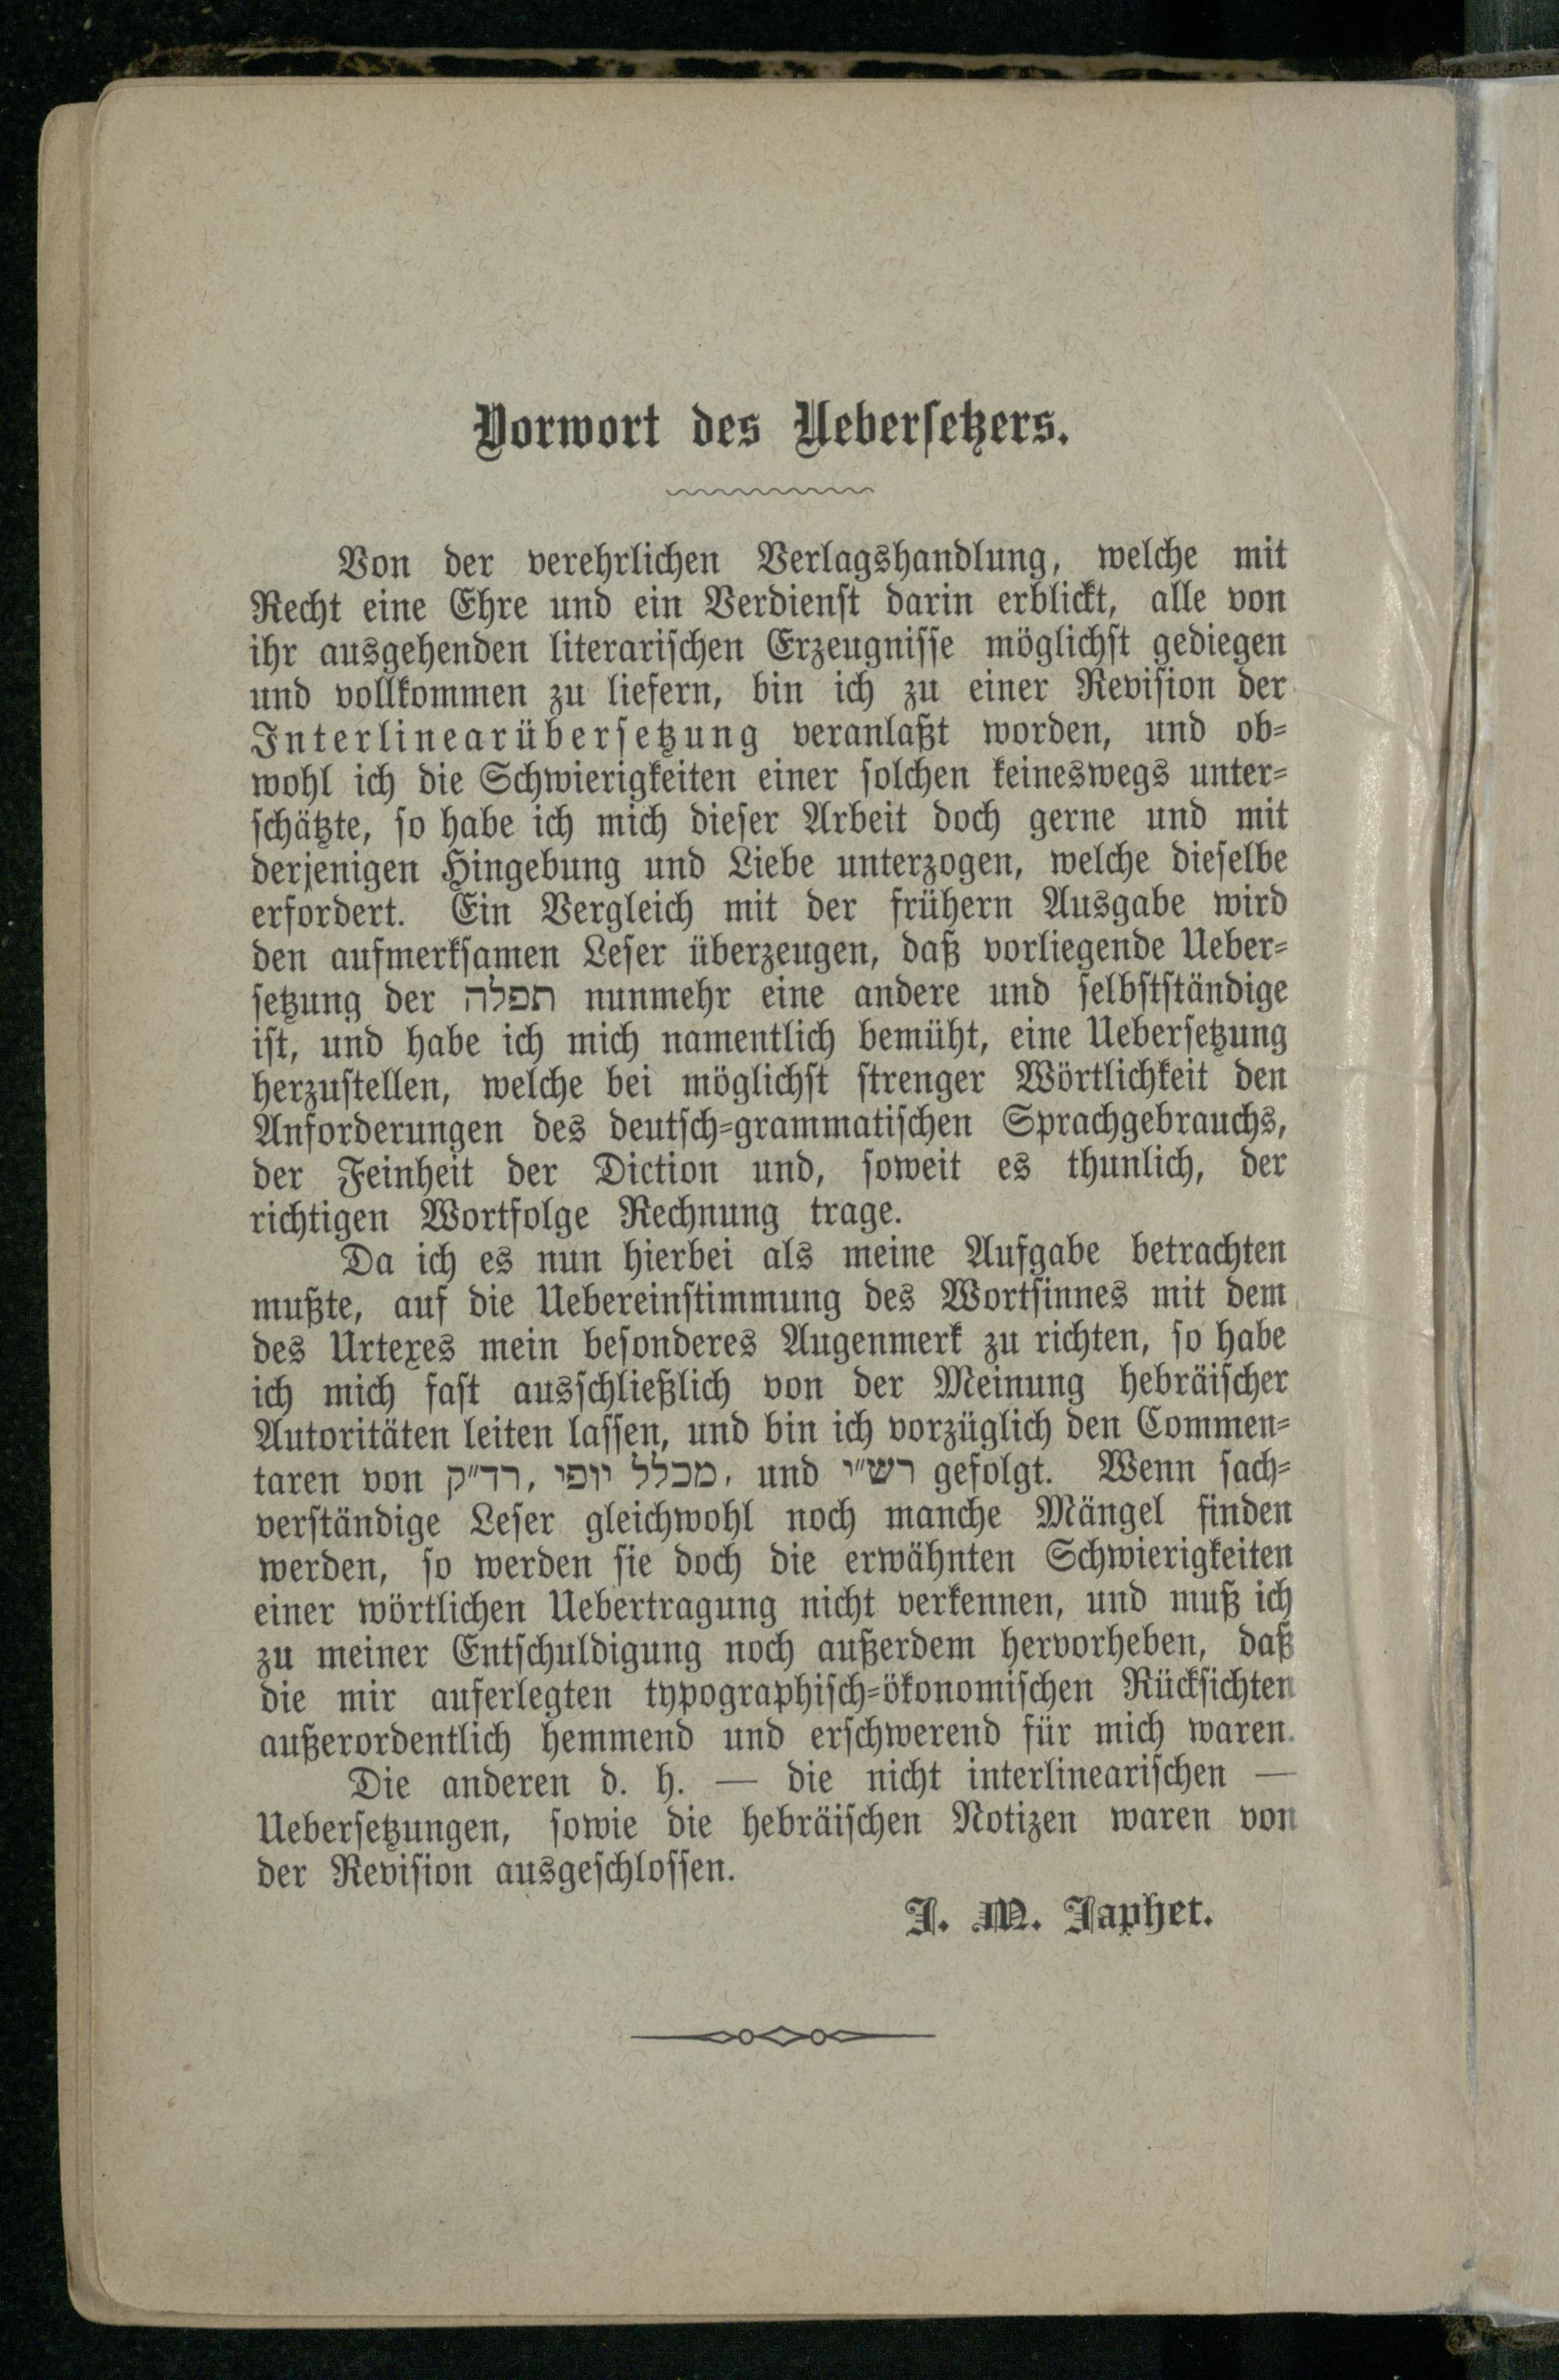 Vorwort des Uebersetzers.
Von der verehrlichen Verlagshandlung, welche mit
Recht eine Ehre und ein Verdienst darin erblickt, alle von
ihr ausgehenden literarischen Erzeugnisse möglichst gediegen
und vollkommen zu liefern, bin ich zu einer Revision der
Interlinearübersetzung veranlaßt worden, und ob-
wohl ich die Schwierigkeiten einer solchen keineswegs unter-
schätzte, so habe ich mich dieser Arbeit doch gerne und mit
derjenigen Hingebung und Liebe unterzogen, welche dieselbe
erfordert. Ein Vergleich mit der frühern Ausgabe wird
den aufmerksamen Leser überzeugen, daß vorliegende Ueber-
setzung der תפלה nunmehr eine andere und selbstständige
ist, und habe ich mich namentlich bemüht, eine Uebersetzung
herzustellen, welche bei möglichst strenger Wörtlichkeit den
Anforderungen des deutsch-grammatischen Sprachgebrauchs,
der Feinheit der Diction und, soweit es thunlich, der
richtigen Wortfolge Rechnung trage.
Da ich es nun hierbei als meine Aufgabe betrachten
mußte, auf die Uebereinstimmung des Wortsinnes mit dem
des Urtexes mein besonderes Augenmerk zu richten, so habe
ich mich fast ausschließlich von der Meinung hebräischer
Autoritäten leiten lassen, und bin ich vorzüglich den Commen-
taren von רד"ק, מכלל יופי, und רש"י gefolgt. Wenn sach-
verständige Leser gleichwohl noch manche Mängel finden
werden, so werden sie doch die erwähnten Schwierigkeiten
einer wörtlichen Uebertragung nicht verkennen, und muß ich
zu meiner Entschuldigung noch außerdem hervorheben, daß
die mir auferlegten typographisch-ökonomischen Rücksichten
außerordentlich hemmend und erschwerend für mich waren.
Die anderen d. h. — die nicht interlinearischen —
Uebersetzungen, sowie die hebräischen Notizen waren von
der Revision ausgeschlossen.
J. M. Japhet.